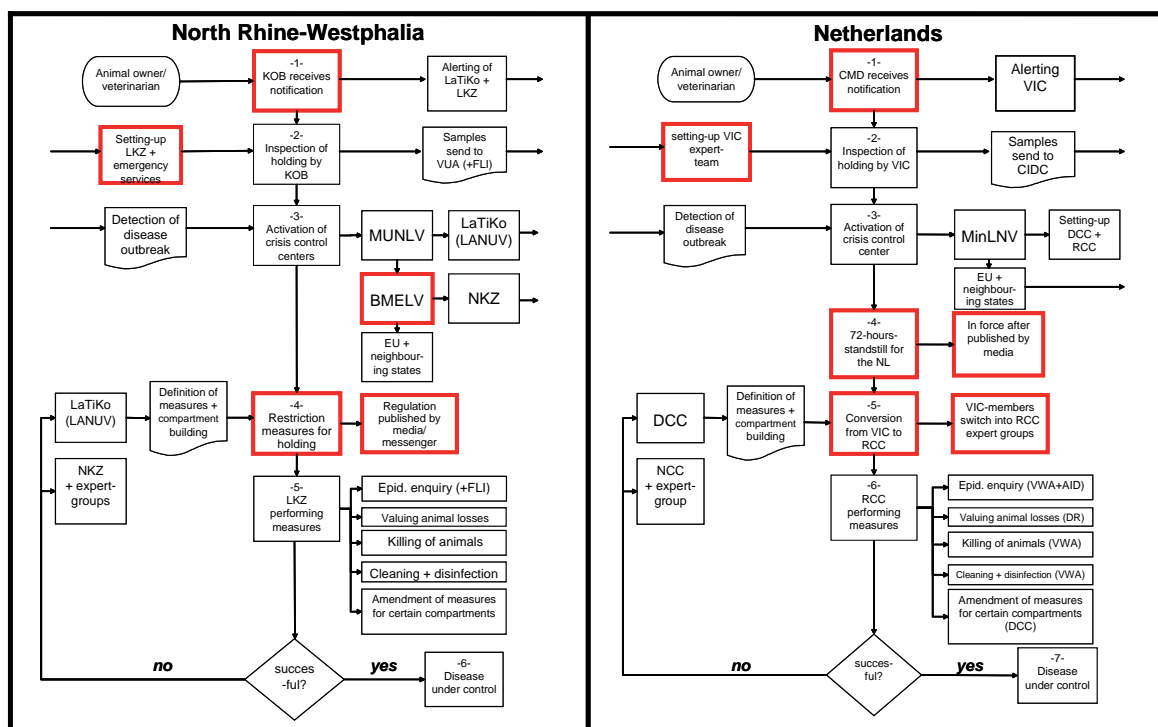 North Rhine-Westphalia
Animal owner/
veterinarian
-1-
KOB receives
notification
Alerting of
LaTiKo +
LKZ
Setting-up
LKZ +
emergency
services
-2-
Inspection of
holding by
KOB
Samples
send to
VUA (+FLI)
Detection of
disease
outbreak
-3-
Activation of
crisis control
centers
MUNLV
LaTiKo
(LANUV)
BMELV
NKZ
EU +
neighbour-
ing states
LaTiKo
(LANUV)
Definition of
measures +
compartment
building
-4-
Restriction
measures for
holding
Regulation
published by
media/
messenger
NKZ
+ expert-
groups
-5-
LKZ
performing
measures
Epid. enquiry (+FLI)
Valuing animal losses
Killing of animals
Cleaning + disinfection
Amendment of measures
for certain compartments
no
succes
-ful?
yes
-6-
Disease
under control
Netherlands
Animal owner/
veterinarian
-1-
CMD receives
notification
Alerting
VIC
setting-up VIC
expert-
team
-2-
Inspection of
holding by VIC
Samples
send to
CIDC
Detection of
disease
outbreak
-3-
Activation of
crisis control
center
MinLNV
Setting-up
DCC +
RCC
EU +
neighbour-
ing states
-4-
72-hours-
standstill for
the NL
In force after
published by
media
DCC
Definition of
measures +
compartment
building
-5-
Conversion
from VIC to
RCC
VIC-members
switch into RCC
expert groups
NCC
+ expert-
group
-6-
RCC
performing
measures
Epid. enquiry (VWA+AID)
Valuing animal losses (DR)
Killing of animals (VWA)
Cleaning + disinfection (VWA)
Amendment of measures
for certain compartments
(DCC)
no
succes-
ful?
yes
-7-
Disease
under control